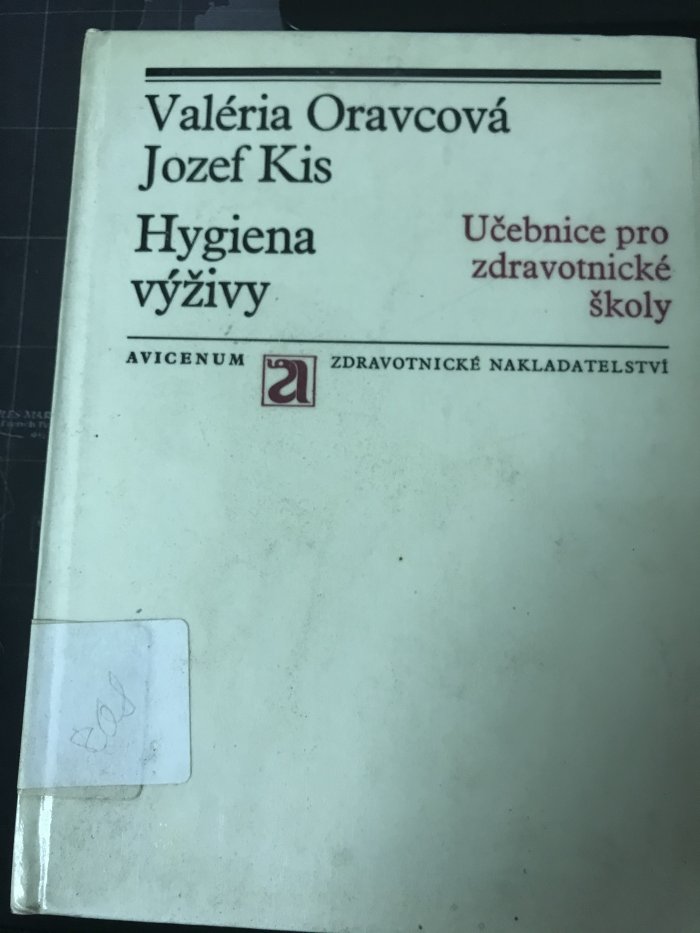 Valéria Oravcová
Jozef Kis
Hygiena
výživy
Učebnice pro
zdravotnické
školy
AVICENUM a ZDRAVOTNICKÉ NAKLADATELSTVÍ